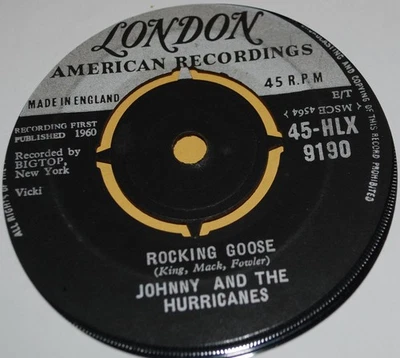 LONDON
AMERICAN RECORDINGS
45 R.P.M
MADE IN ENGLAND
T/E
(MSCE 4564)
RECORDING FIRST
PUBLISHED 1960
45-HLX
9190
Recorded by
BIGTOP,
New York
Vicki
ROCKING GOOSE
(King, Mack, Fowler)
JOHNNY AND THE
HURRICANES
ALL RIGHTS OF
BROADCASTING AND COPYING OF THIS RECORD PROHIBITED